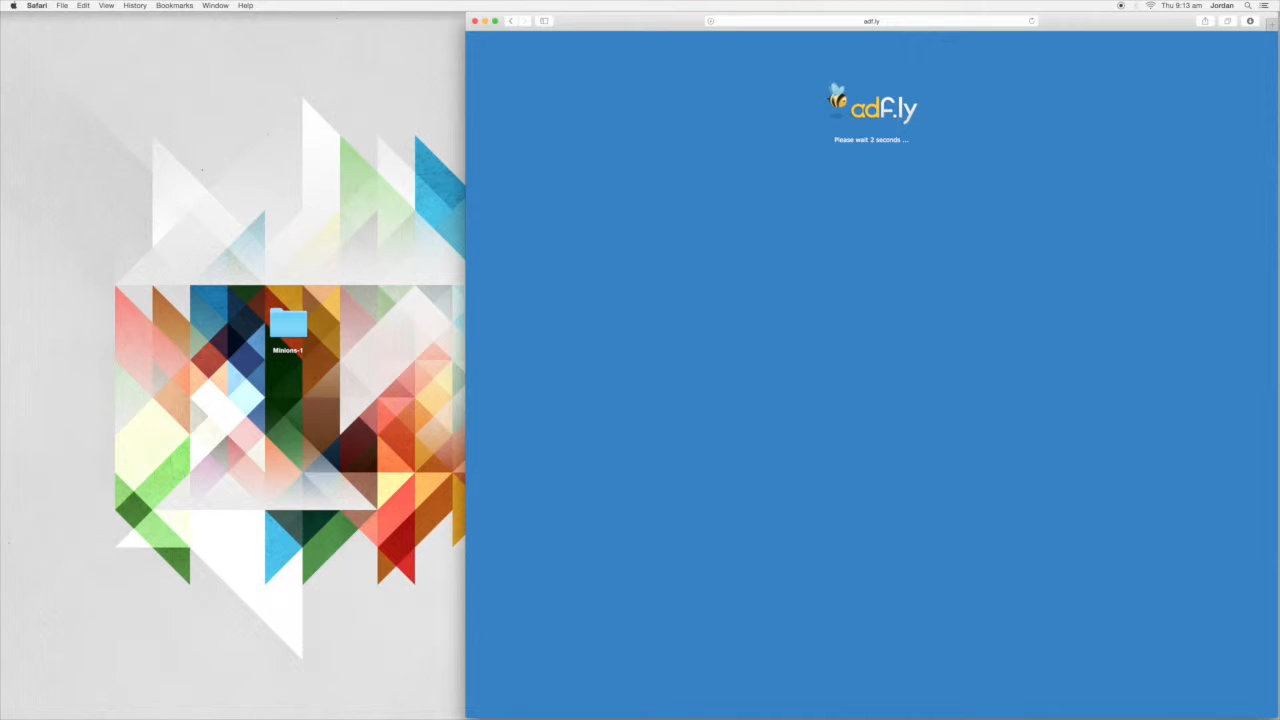 Safari File Edit View History Bookmarks Window Help
Thu 9:13 am Jordan
adf.ly
adf.ly
Please wait 2 seconds ...
Minions-1